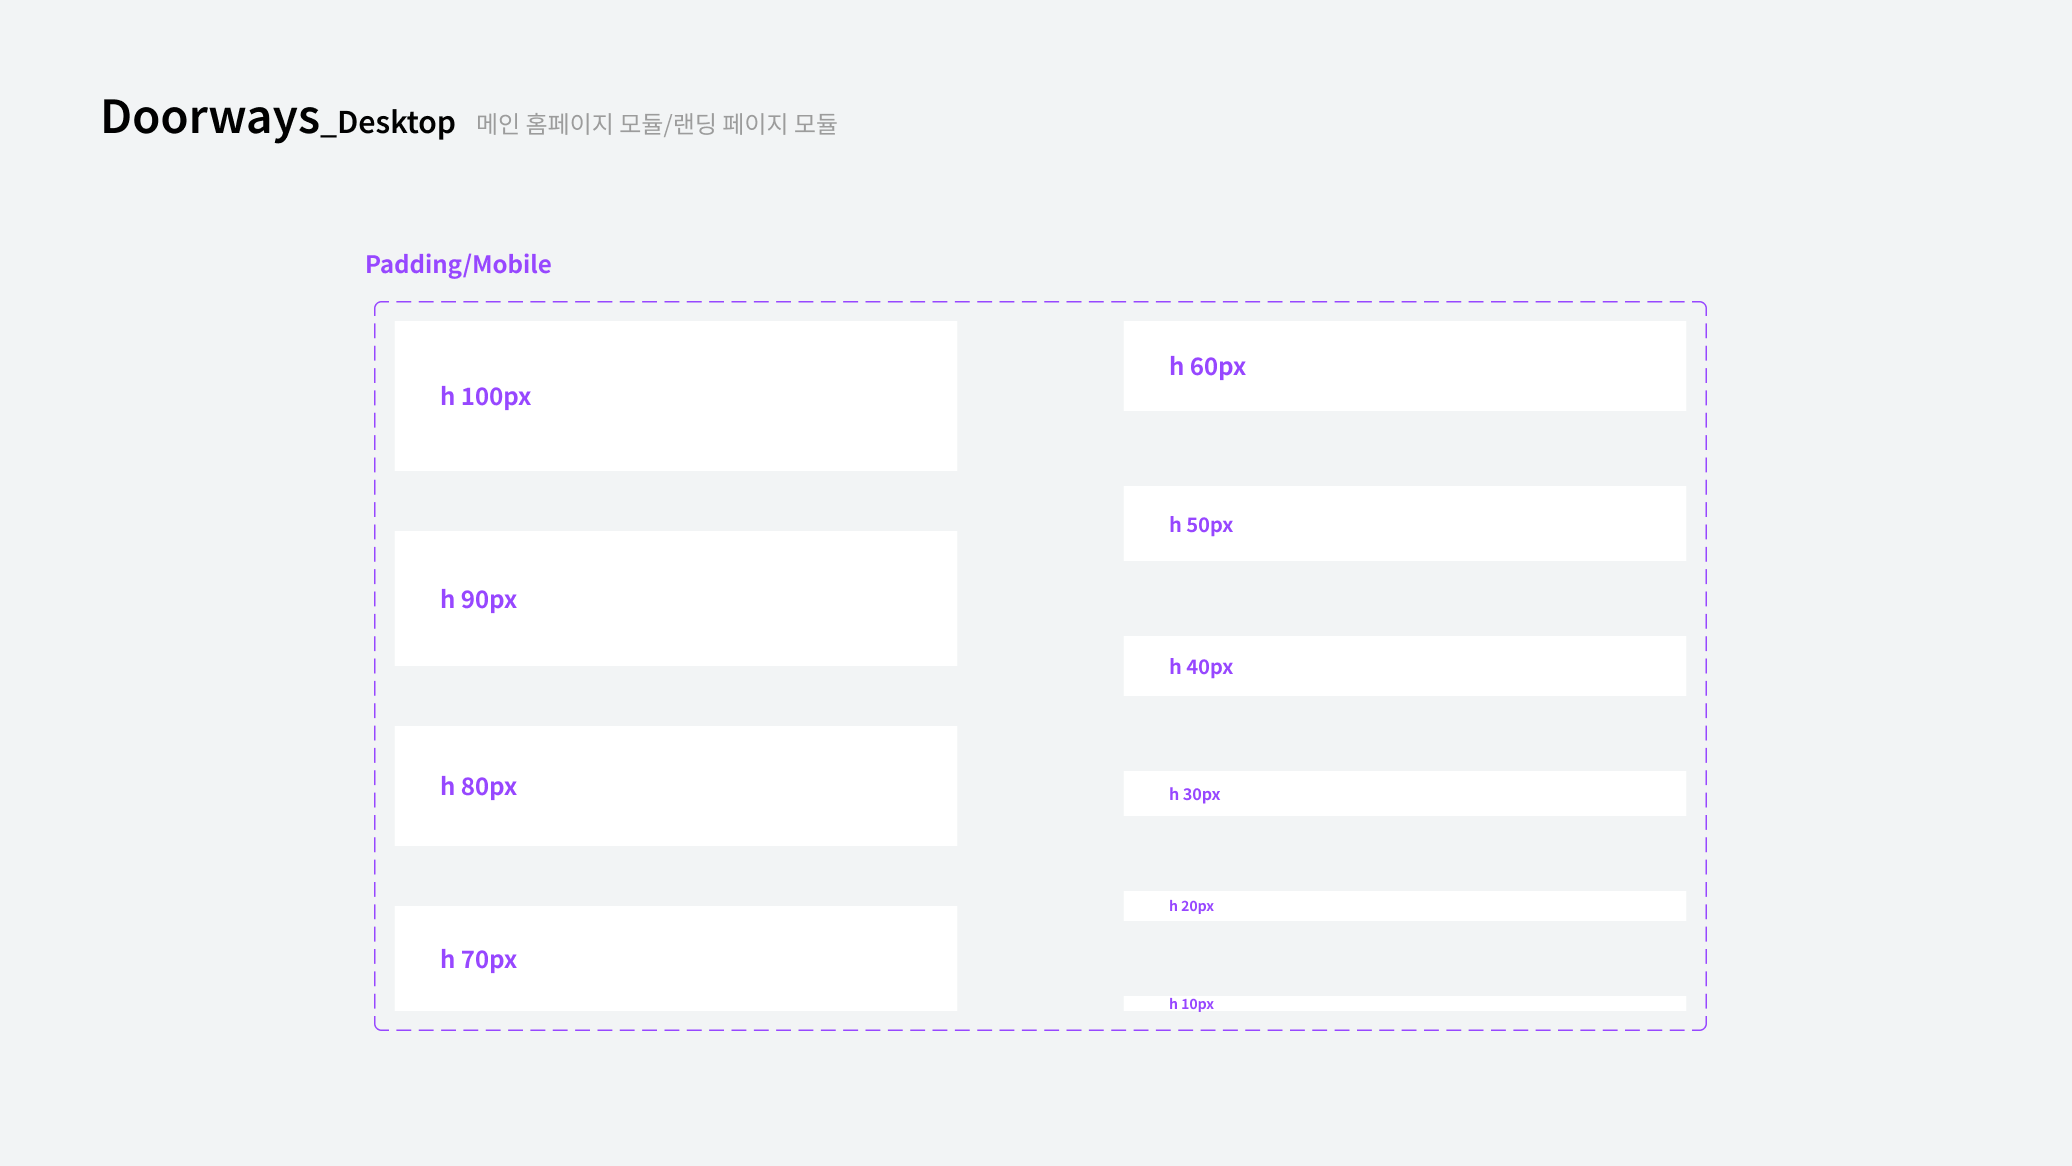 Doorways_Desktop 메인 홈페이지 모듈/랜딩 페이지 모듈
Padding/Mobile
h 100px
h 90px
h 80px
h 70px
h 60px
h 50px
h 40px
h 30px
h 20px
h 10px